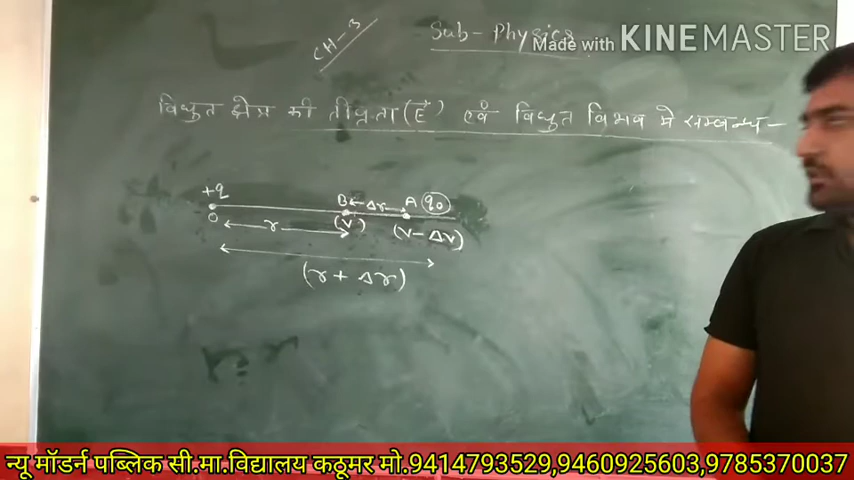 CH-3
Sub- Physics
Made with KINEMASTER
विधुत क्षेत्र की तीव्रता (E⃗) एवं विधुत विभव मे सम्बन्ध-
+q B ←Δr A q₀
O ← r → (V) (V-ΔV)
(r + Δr)
न्यू मॉडर्न पब्लिक सी.मा.विद्यालय कठूमर मो.9414793529,9460925603,9785370037